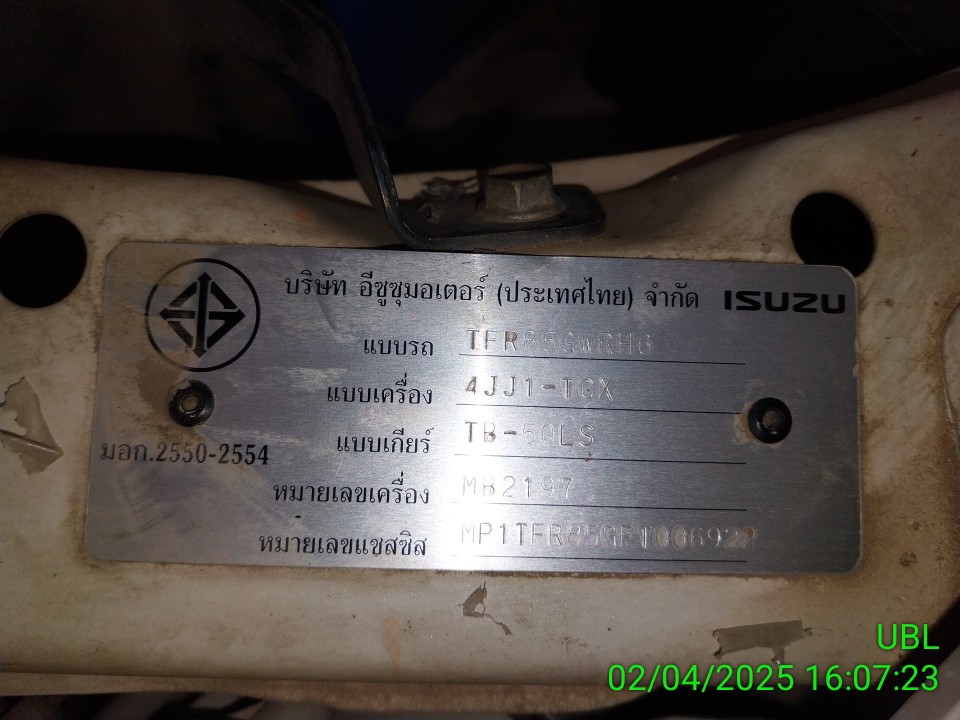 บริษัท อีซูซุมอเตอร์ (ประเทศไทย) จำกัด ISUZU
แบบรถ TFR85GWRH6
แบบเครื่อง 4JJ1-TCX
แบบเกียร์ TB-50LS
มอก.2550-2554
หมายเลขเครื่อง MB2197
หมายเลขแชสซิส MP1TFR85GET006922
UBL
02/04/2025 16:07:23